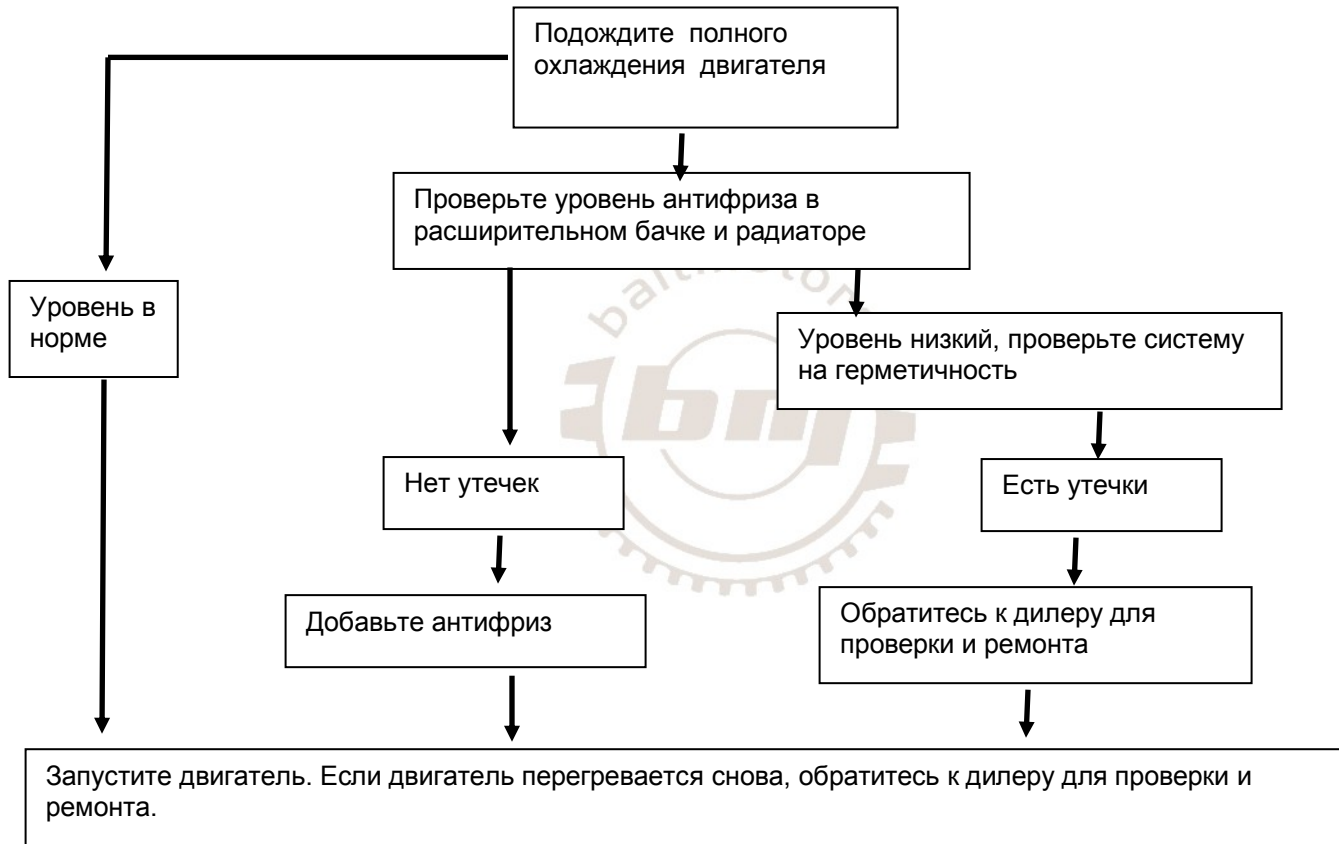 Подождите полного
охлаждения двигателя
Проверьте уровень антифриза в
расширительном бачке и радиаторе
Уровень в
норме
Уровень низкий, проверьте систему
на герметичность
Нет утечек
Есть утечки
Добавьте антифриз
Обратитесь к дилеру для
проверки и ремонта
Запустите двигатель. Если двигатель перегревается снова, обратитесь к дилеру для проверки и
ремонта.
bm